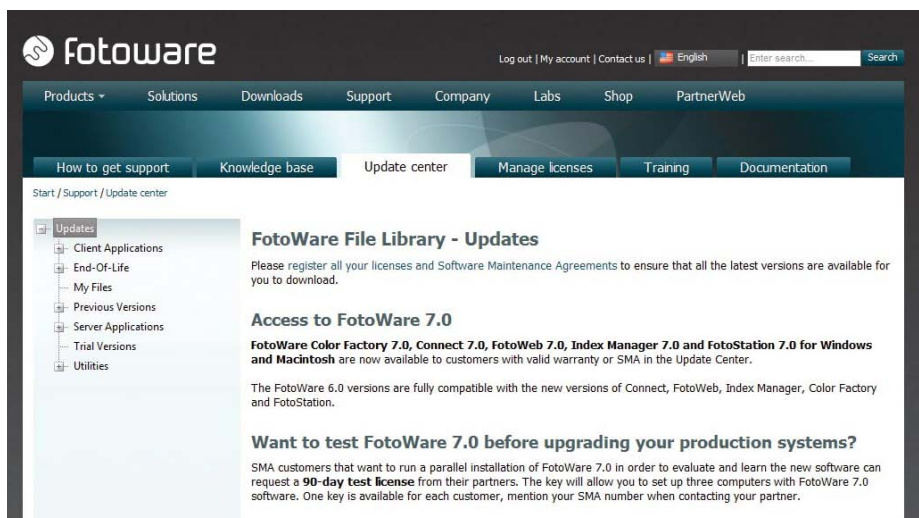 fotoware
Log out | My account | Contact us | English | Enter search... Search
Products Solutions Downloads Support Company Labs Shop PartnerWeb
How to get support Knowledge base Update center Manage licenses Training Documentation
Start / Support / Update center
Updates
Client Applications
End-Of-Life
My Files
Previous Versions
Server Applications
Trial Versions
Utilities
FotoWare File Library - Updates
Please register all your licenses and Software Maintenance Agreements to ensure that all the latest versions are available for
you to download.
Access to FotoWare 7.0
FotoWare Color Factory 7.0, Connect 7.0, FotoWeb 7.0, Index Manager 7.0 and FotoStation 7.0 for Windows
and Macintosh are now available to customers with valid warranty or SMA in the Update Center.
The FotoWare 6.0 versions are fully compatible with the new versions of Connect, FotoWeb, Index Manager, Color Factory
and FotoStation.
Want to test FotoWare 7.0 before upgrading your production systems?
SMA customers that want to run a parallel installation of FotoWare 7.0 in order to evaluate and learn the new software can
request a 90-day test license from their partners. The key will allow you to set up three computers with FotoWare 7.0
software. One key is available for each customer, mention your SMA number when contacting your partner.